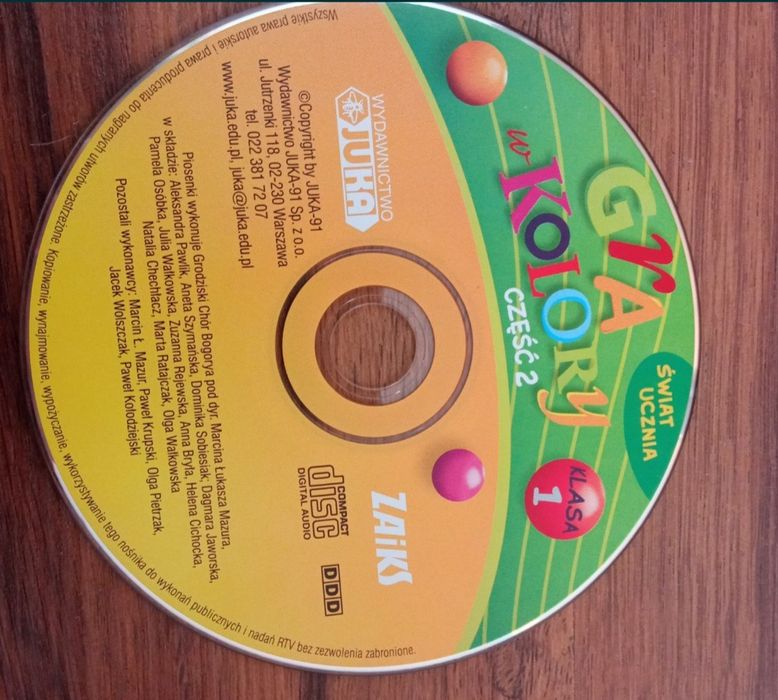 ŚWIAT
UCZNIA
GrA
w KOLORy
CZĘŚĆ 2
KLASA
1
WYDAWNICTWO
JUKA
©Copyright by JUKA-91
Wydawnictwo JUKA-91 Sp. z o.o.
ul. Jutrzenki 118, 02-230 Warszawa
tel. 022 381 72 07
www.juka.edu.pl, juka@juka.edu.pl
ZAiKS
COMPACT
disc
DIGITAL AUDIO
DDD
Piosenki wykonuje Grodziski Chór Bogorya pod dyr. Marcina Łukasza Mazura
w składzie: Aleksandra Pawlik, Aneta Szymańska, Dominika Sobiesiak, Dagmara Jaworska,
Pamela Osóbka, Julia Walkowska, Zuzanna Rejewska, Anna Bryła, Helena Cichocka,
Natalia Chechlacz, Marta Ratajczak, Olga Walkowska
Pozostali wykonawcy: Marcin Ł. Mazur, Paweł Krupski, Olga Pietrzak,
Jacek Wolszczak, Paweł Kołodziejski
Wszystkie prawa autorskie i prawa producenta do nagranych utworów zastrzeżone. Kopiowanie, wynajmowanie, wypożyczanie, wykorzystywanie tego nośnika do wykonań publicznych i nadań RTV bez zezwolenia zabronione.